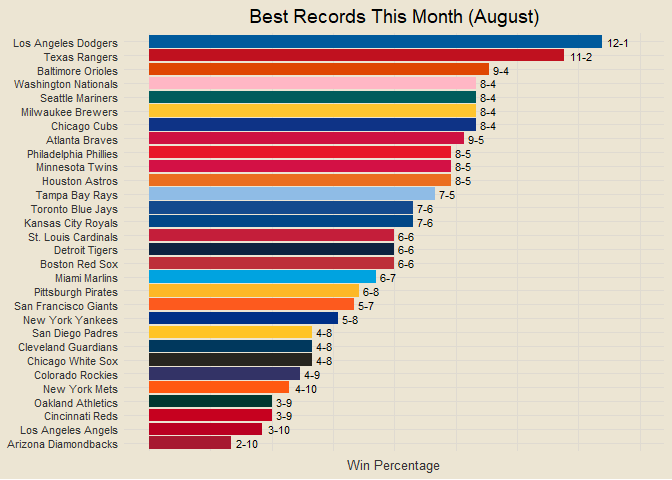 Best Records This Month (August)
Los Angeles Dodgers 12-1
Texas Rangers 11-2
Baltimore Orioles 9-4
Washington Nationals 8-4
Seattle Mariners 8-4
Milwaukee Brewers 8-4
Chicago Cubs 8-4
Atlanta Braves 9-5
Philadelphia Phillies 8-5
Minnesota Twins 8-5
Houston Astros 8-5
Tampa Bay Rays 7-5
Toronto Blue Jays 7-6
Kansas City Royals 7-6
St. Louis Cardinals 6-6
Detroit Tigers 6-6
Boston Red Sox 6-6
Miami Marlins 6-7
Pittsburgh Pirates 6-8
San Francisco Giants 5-7
New York Yankees 5-8
San Diego Padres 4-8
Cleveland Guardians 4-8
Chicago White Sox 4-8
Colorado Rockies 4-9
New York Mets 4-10
Oakland Athletics 3-9
Cincinnati Reds 3-9
Los Angeles Angels 3-10
Arizona Diamondbacks 2-10
Win Percentage